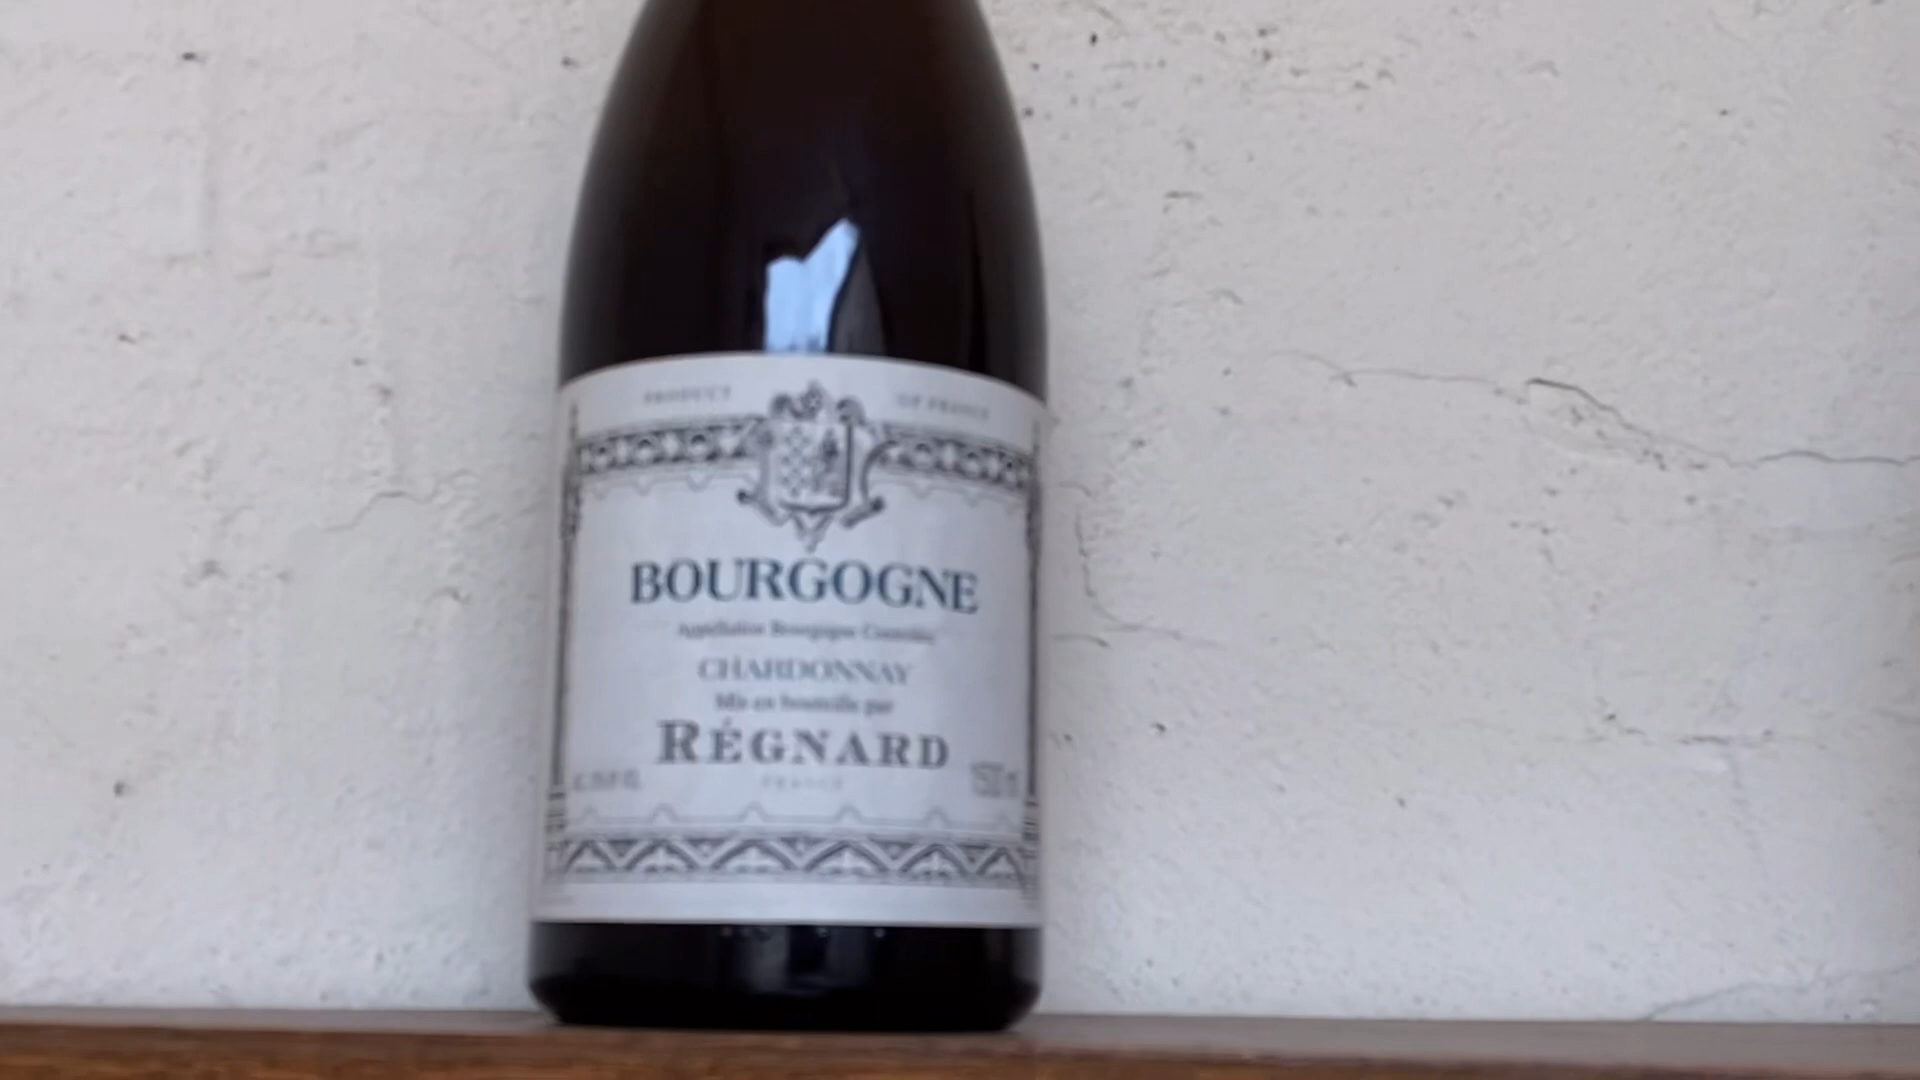 PRODUCT OF FRANCE
BOURGOGNE
Appellation Bourgogne Contrôlée
CHARDONNAY
Mis en bouteille par
RÉGNARD
FRANCE